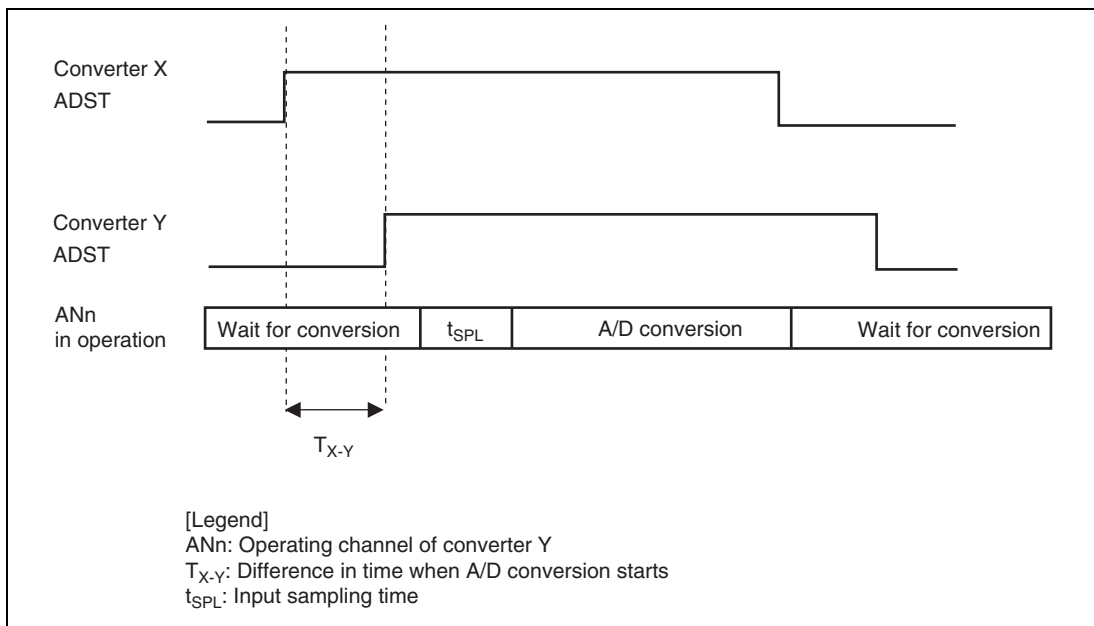 Converter X
ADST
Converter Y
ADST
ANn
in operation
Wait for conversion
tSPL
A/D conversion
Wait for conversion
TX-Y
[Legend]
ANn: Operating channel of converter Y
TX-Y: Difference in time when A/D conversion starts
tSPL: Input sampling time